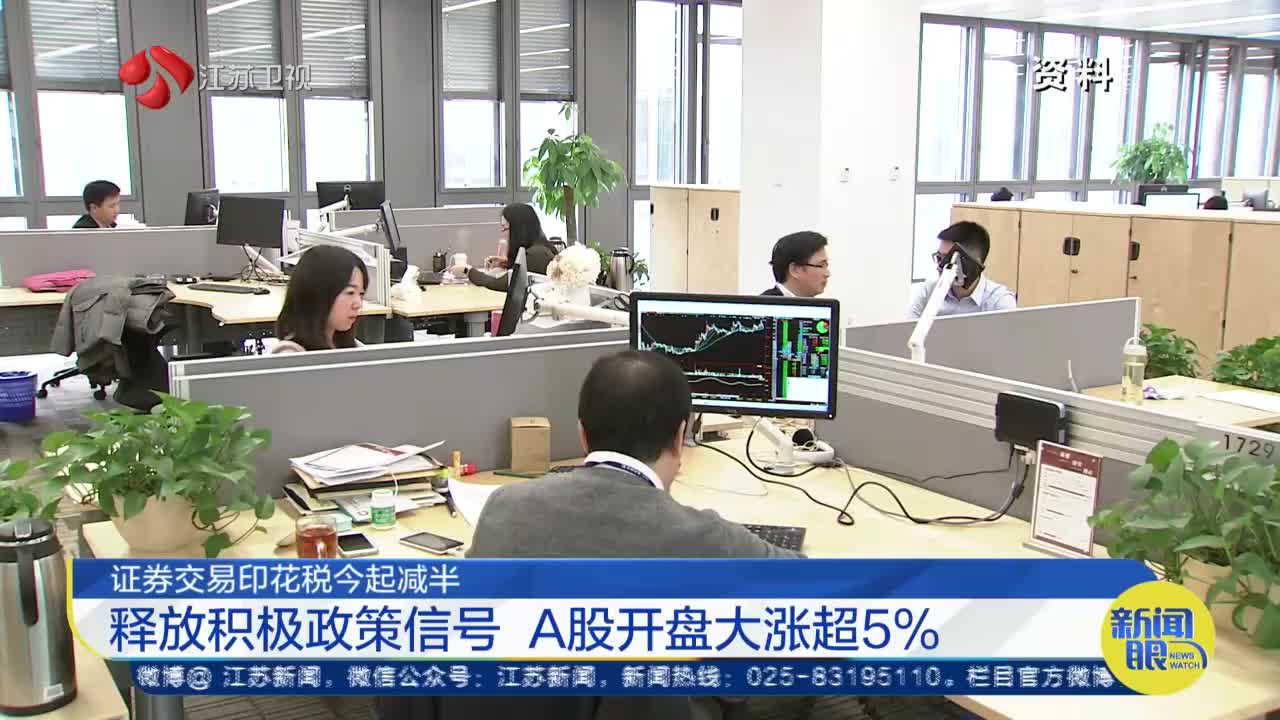 江苏卫视
资料
1729
证券交易印花税今起减半
释放积极政策信号 A股开盘大涨超5%
新闻眼
NEWS WATCH
微博@ 江苏新闻，微信公众号：江苏新闻，新闻热线：025-83195110。栏目官方微博